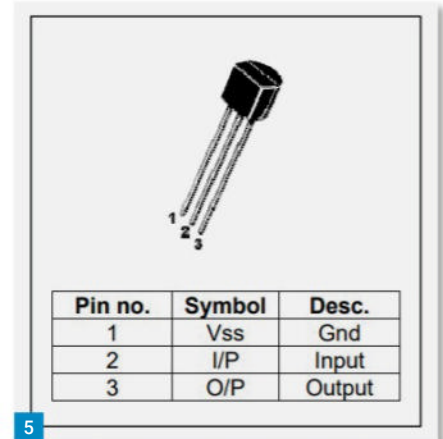 1
2
3
Pin no. Symbol Desc.
1 Vss Gnd
2 I/P Input
3 O/P Output
5